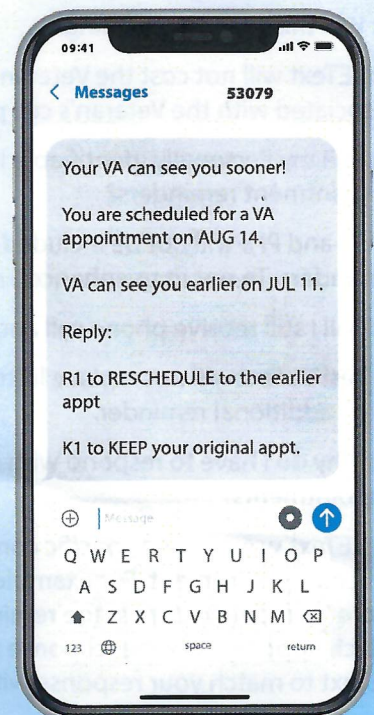 09:41
Messages 53079
Your VA can see you sooner!
You are scheduled for a VA
appointment on AUG 14.
VA can see you earlier on JUL 11.
Reply:
R1 to RESCHEDULE to the earlier
appt
K1 to KEEP your original appt.
Message
Q W E R T Y U I O P
A S D F G H J K L
Z X C V B N M
123 space return